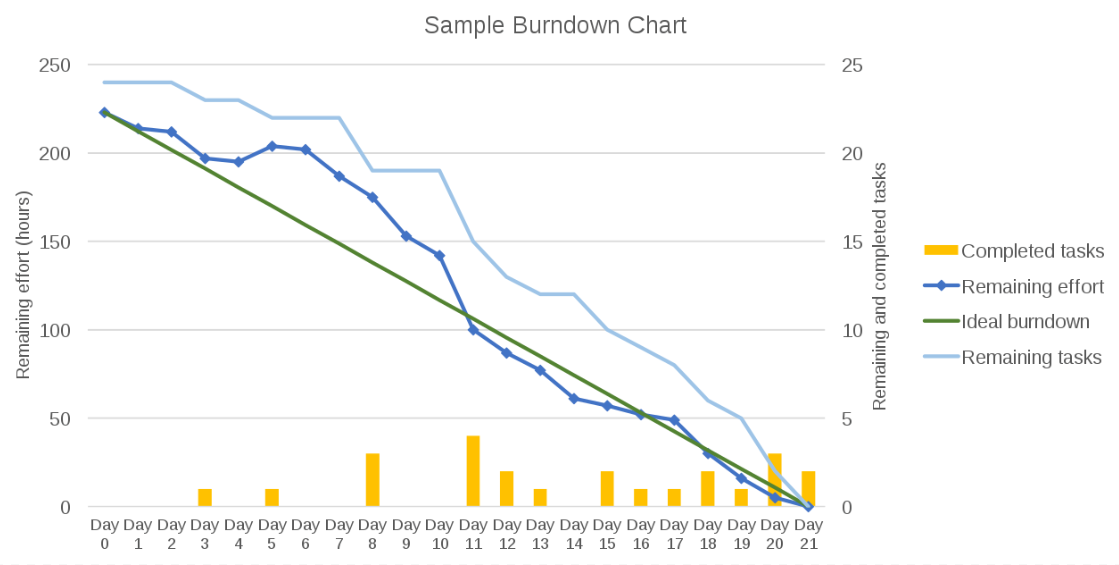 Sample Burndown Chart
250
200
150
100
50
0
Remaining effort (hours)
25
20
15
10
5
0
Remaining and completed tasks
Day 0
Day 1
Day 2
Day 3
Day 4
Day 5
Day 6
Day 7
Day 8
Day 9
Day 10
Day 11
Day 12
Day 13
Day 14
Day 15
Day 16
Day 17
Day 18
Day 19
Day 20
Day 21
Completed tasks
Remaining effort
Ideal burndown
Remaining tasks